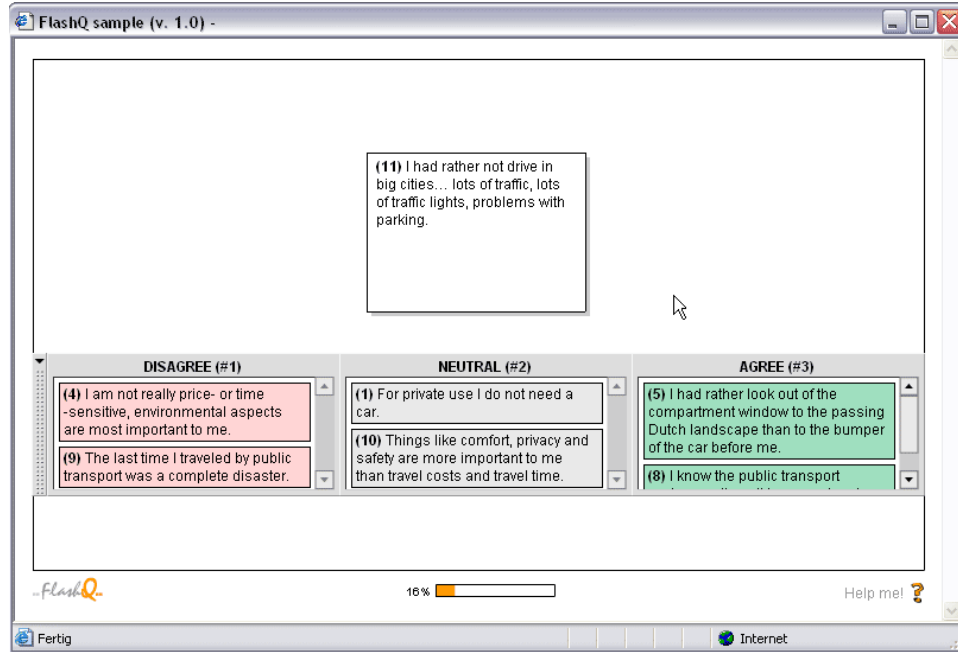 FlashQ sample (v. 1.0) -
(11) I had rather not drive in
big cities... lots of traffic, lots
of traffic lights, problems with
parking.
DISAGREE (#1)
(4) I am not really price- or time
-sensitive, environmental aspects
are most important to me.
(9) The last time I traveled by public
transport was a complete disaster.
NEUTRAL (#2)
(1) For private use I do not need a
car.
(10) Things like comfort, privacy and
safety are more important to me
than travel costs and travel time.
AGREE (#3)
(5) I had rather look out of the
compartment window to the passing
Dutch landscape than to the bumper
of the car before me.
(8) I know the public transport
..FlashQ..
16%
Help me! ?
Fertig
Internet